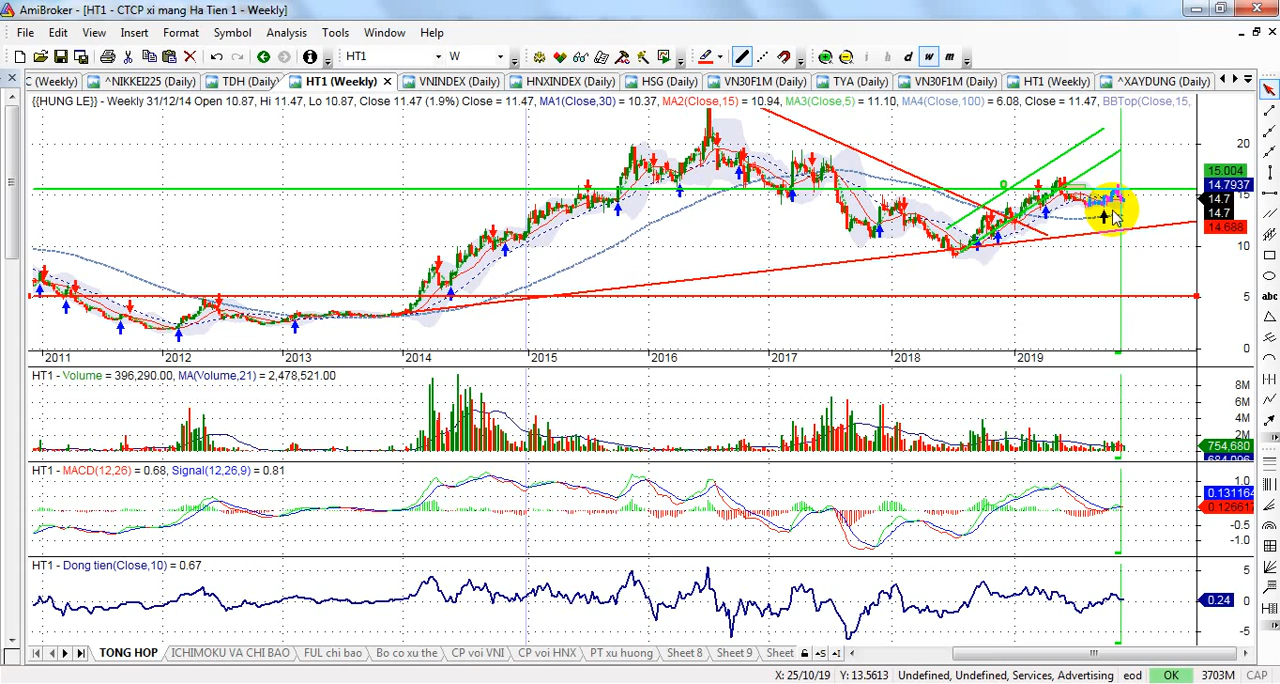 AmiBroker - [HT1 - CTCP xi mang Ha Tien 1 - Weekly]
File Edit View Insert Format Symbol Analysis Tools Window Help
HT1 W i h d w m
C (Weekly) ^NIKKEI225 (Daily) TDH (Daily) HT1 (Weekly) VNINDEX (Daily) HNXINDEX (Daily) HSG (Daily) VN30F1M (Daily) TYA (Daily) VN30F1M (Daily) HT1 (Weekly) ^XAYDUNG (Daily)
{{HUNG LE}} - Weekly 31/12/14 Open 10.87, Hi 11.47, Lo 10.87, Close 11.47 (1.9%) Close = 11.47, MA1(Close,30) = 10.37, MA2(Close,15) = 10.94, MA3(Close,5) = 11.10, MA4(Close,100) = 6.08, Close = 11.47, BBTop(Close,15,
20
15.004
14.7937
15
14.7
14.7
14.688
10
5
0
2011 2012 2013 2014 2015 2016 2017 2018 2019
HT1 - Volume = 396,290.00, MA(Volume,21) = 2,478,521.00
8M
6M
4M
2M
754,680
HT1 - MACD(12,26) = 0.68, Signal(12,26,9) = 0.81
1.0
0.131164
0.126617
-0.5
-1.0
HT1 - Dong tien(Close,10) = 0.67
5
0.24
0
-5
TONG HOP ICHIMOKU VA CHI BAO FUL chi bao Bo co xu the CP voi VNI CP voi HNX PT xu huong Sheet 8 Sheet 9 Sheet
X: 25/10/19 Y: 13.5613 Undefined, Undefined, Services, Advertising eod OK 3703M CAP
abc